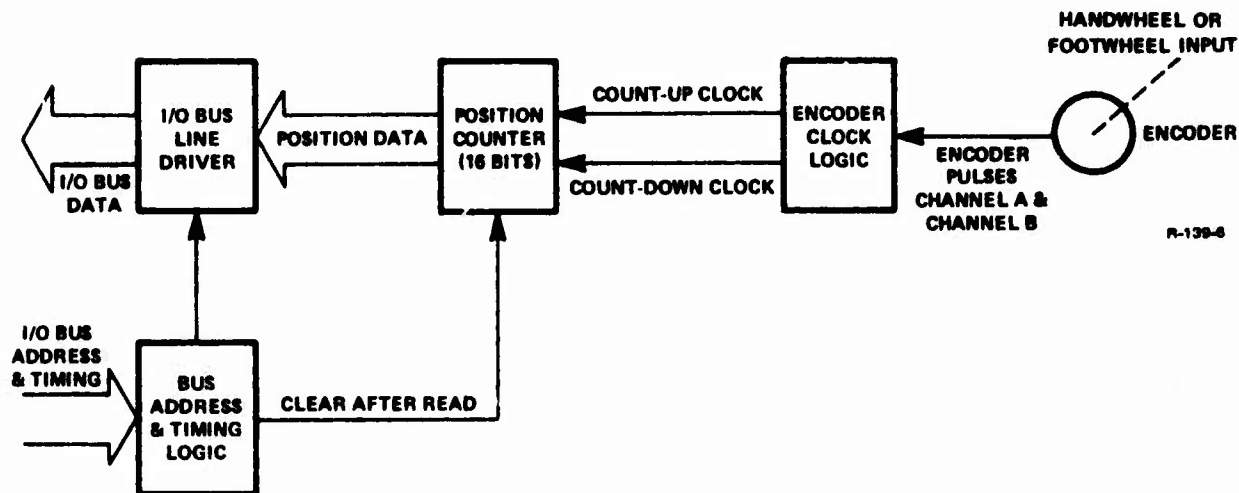 HANDWHEEL OR
FOOTWHEEL INPUT
I/O BUS
LINE
DRIVER
POSITION DATA
POSITION
COUNTER
(16 BITS)
COUNT-UP CLOCK
COUNT-DOWN CLOCK
ENCODER
CLOCK
LOGIC
ENCODER
ENCODER
PULSES
CHANNEL A &
CHANNEL B
I/O BUS
DATA
R-139-6
I/O BUS
ADDRESS
& TIMING
BUS
ADDRESS
& TIMING
LOGIC
CLEAR AFTER READ